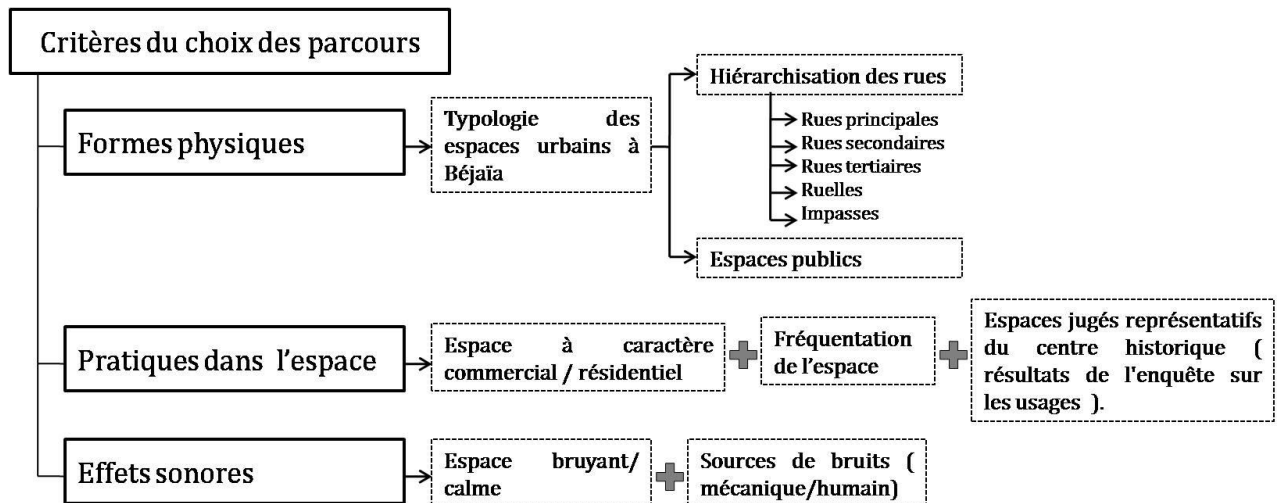 Critères du choix des parcours
Formes physiques
Typologie des
espaces urbains à
Béjaïa
Hiérarchisation des rues
Rues principales
Rues secondaires
Rues tertiaires
Ruelles
Impasses
Espaces publics
Pratiques dans l'espace
Espace à caractère
commercial / résidentiel
Fréquentation
de l'espace
Espaces jugés représentatifs
du centre historique (
résultats de l'enquête sur
les usages ).
Effets sonores
Espace bruyant/
calme
Sources de bruits (
mécanique/humain)